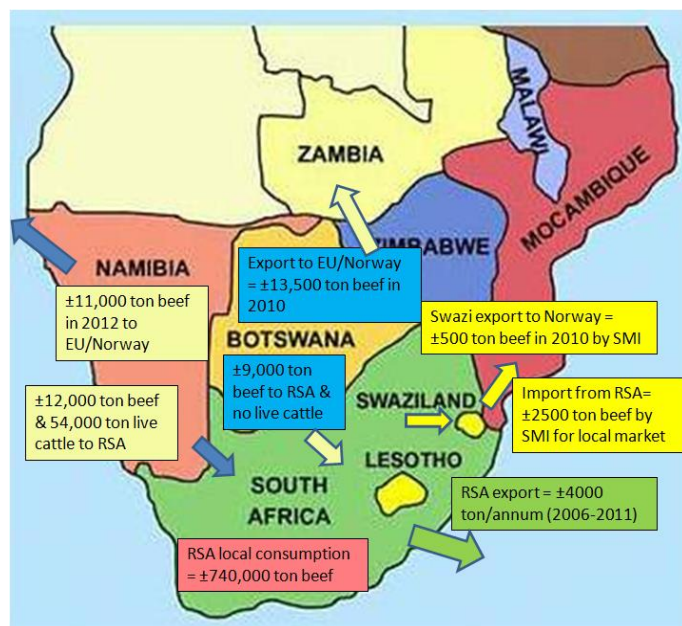 MALAWI
ZAMBIA
MOCAMBIQUE
ZIMBABWE
NAMIBIA
Export to EU/Norway
= ±13,500 ton beef in
2010
±11,000 ton beef
in 2012 to
EU/Norway
Swazi export to Norway =
±500 ton beef in 2010 by SMI
BOTSWANA
±9,000 ton
beef to RSA &
no live cattle
±12,000 ton beef
& 54,000 ton live
cattle to RSA
SWAZILAND
Import from RSA=
±2500 ton beef by
SMI for local market
LESOTHO
SOUTH
AFRICA
RSA export = ±4000
ton/annum (2006-2011)
RSA local consumption
= ±740,000 ton beef